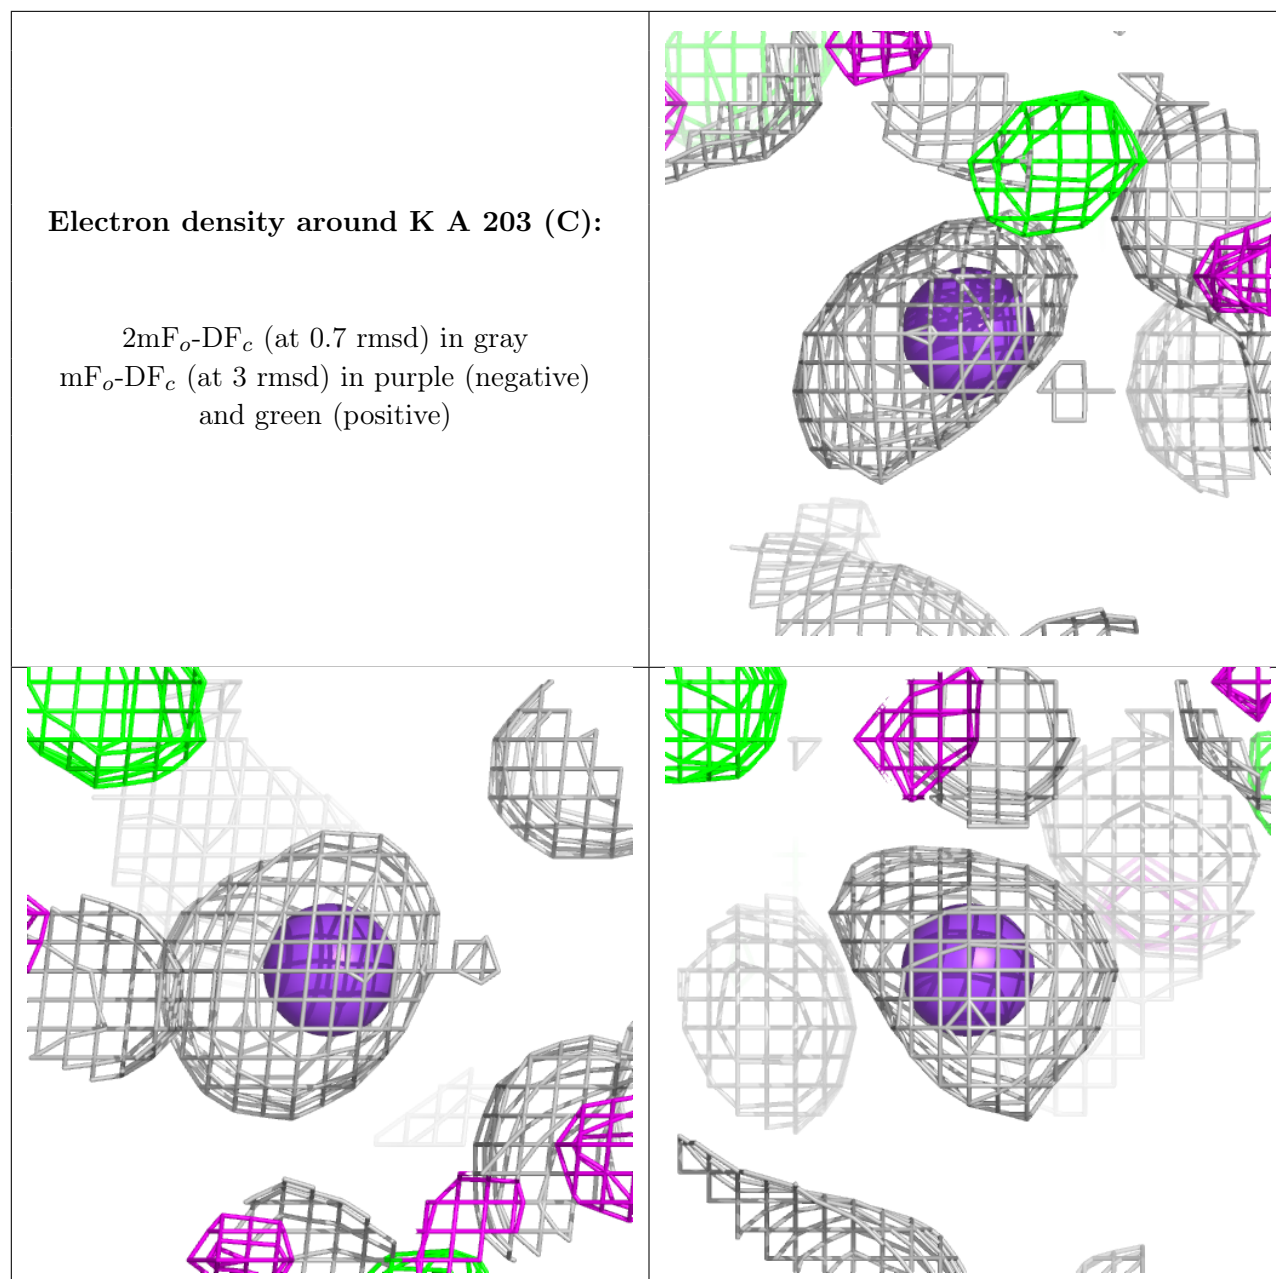 Electron density around K A 203 (C):
2mFₒ-DF𝒸 (at 0.7 rmsd) in gray
mFₒ-DF𝒸 (at 3 rmsd) in purple (negative)
and green (positive)